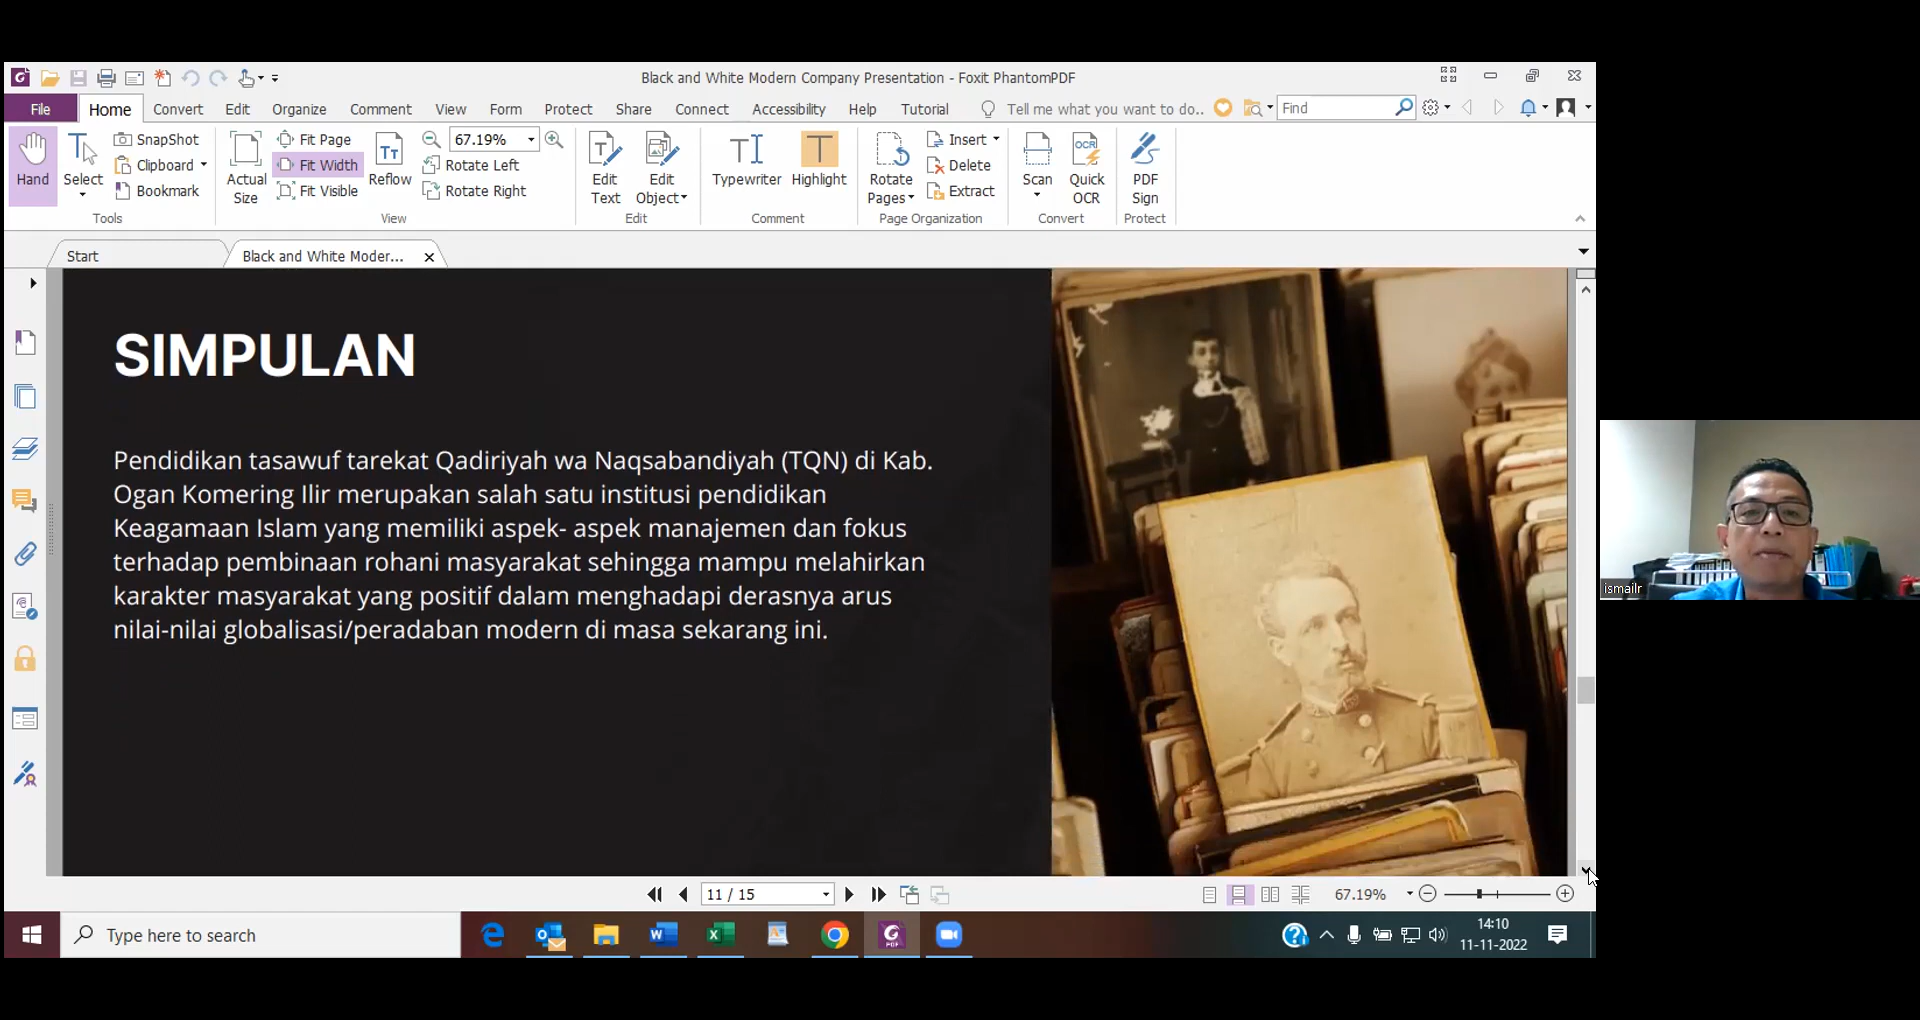 Black and White Modern Company Presentation - Foxit PhantomPDF
File Home Convert Edit Organize Comment View Form Protect Share Connect Accessibility Help Tutorial Tell me what you want to do.. Find
Hand
Select
SnapShot
Clipboard
Bookmark
Tools
Actual
Size
Fit Page
Fit Width
Fit Visible
Reflow
67.19%
Rotate Left
Rotate Right
View
Edit
Text
Edit
Object
Edit
Typewriter
Highlight
Comment
Rotate
Pages
Insert
Delete
Extract
Page Organization
Scan
Quick
OCR
Convert
PDF
Sign
Protect
Start
Black and White Moder...
SIMPULAN
Pendidikan tasawuf tarekat Qadiriyah wa Naqsabandiyah (TQN) di Kab.
Ogan Komering Ilir merupakan salah satu institusi pendidikan
Keagamaan Islam yang memiliki aspek- aspek manajemen dan fokus
terhadap pembinaan rohani masyarakat sehingga mampu melahirkan
karakter masyarakat yang positif dalam menghadapi derasnya arus
nilai-nilai globalisasi/peradaban modern di masa sekarang ini.
ismailr
11 / 15
67.19%
Type here to search
14:10
11-11-2022